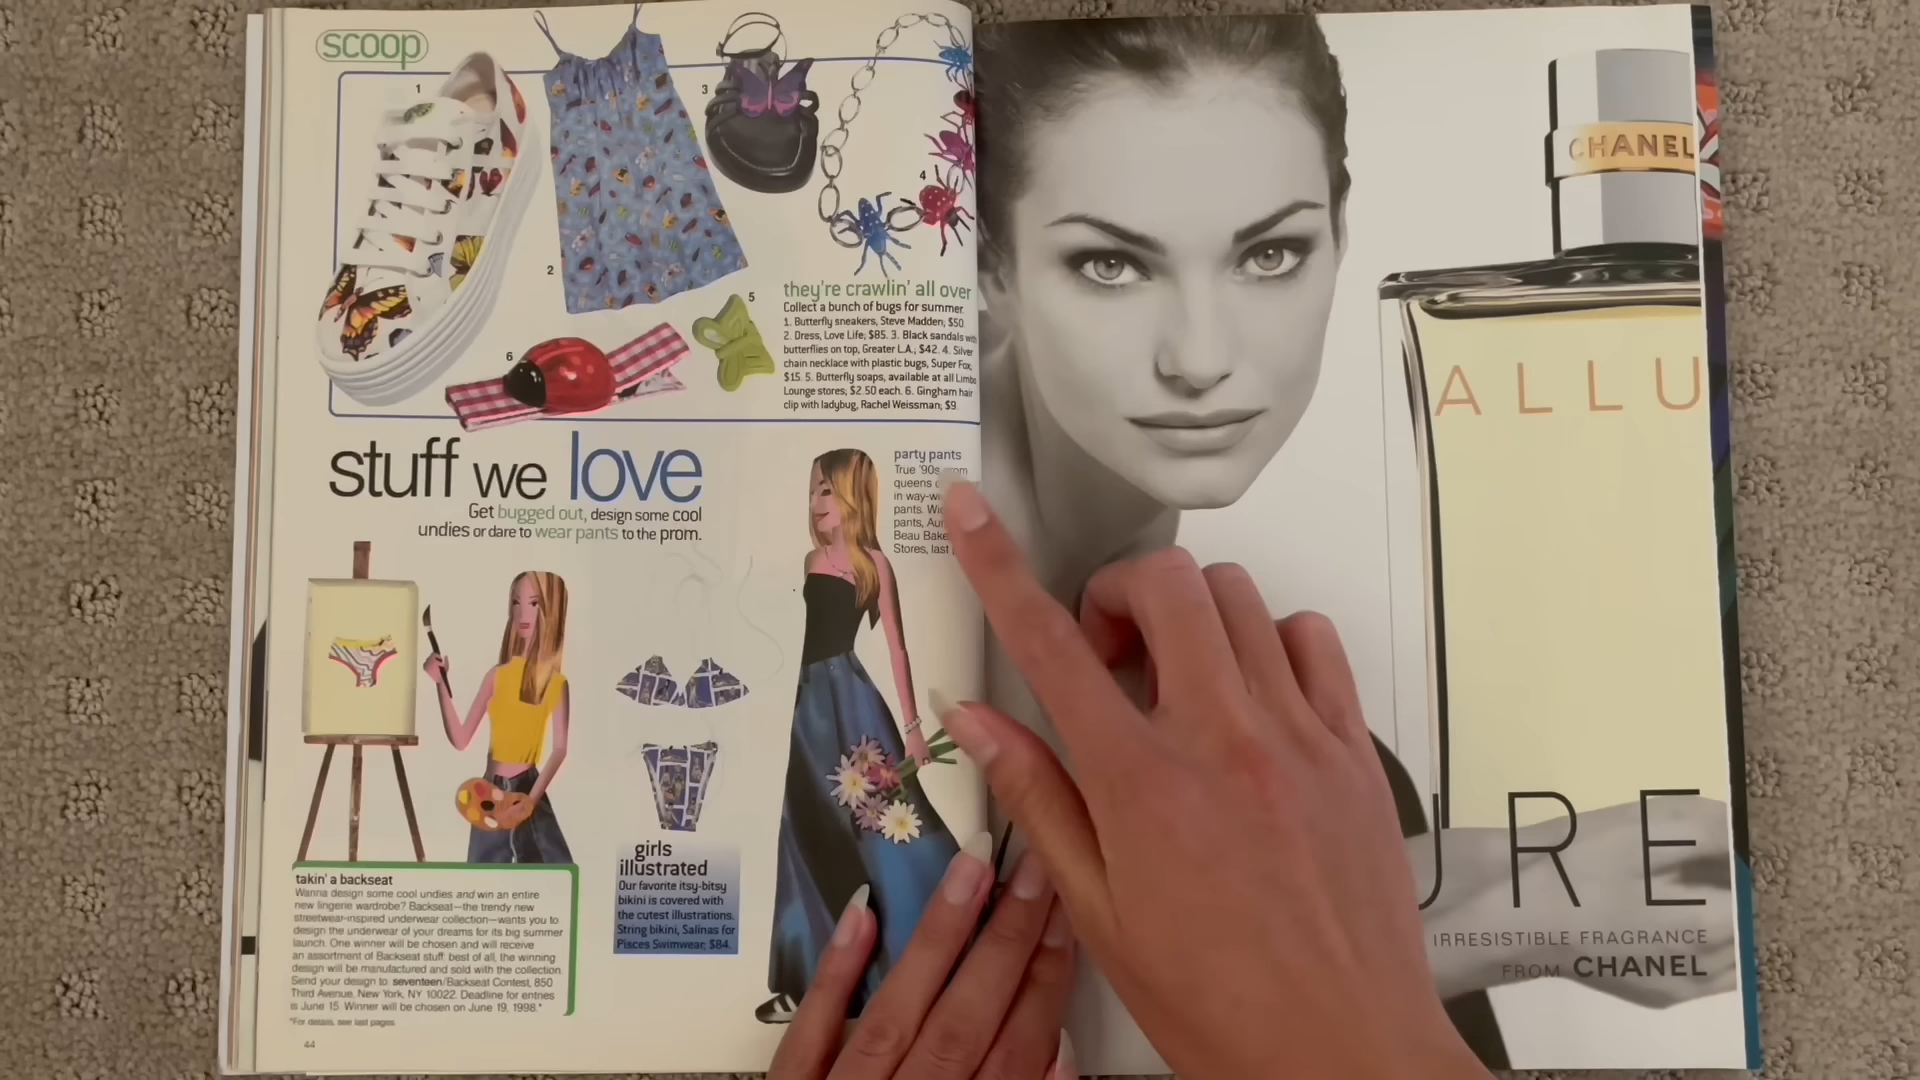 scoop
1
2
3
4
5
6
they're crawlin' all over
Collect a bunch of bugs for summer.
1. Butterfly sneakers, Steve Madden; $50.
2. Dress, Love Life; $85. 3. Black sandals with
butterflies on top, Greater L.A.; $42. 4. Silver
chain necklace with plastic bugs, Super Fox;
$15. 5. Butterfly soaps, available at all Limbo
Lounge stores; $2.50 each. 6. Gingham hair
clip with ladybug, Rachel Weissman; $9.
stuff we love
Get bugged out, design some cool
undies or dare to wear pants to the prom.
party pants
True '90s
queens
in
pants.
pants,
Beau
Stores, last
takin' a backseat
Wanna design some cool undies and win an entire
new lingerie wardrobe? Backseat—the trendy new
streetwear-inspired underwear collection—wants you to
design the underwear of your dreams for its big summer
launch. One winner will be chosen and will receive
an assortment of Backseat stuff: best of all, the winning
design will be manufactured and sold with the collection.
Send your design to seventeen/Backseat Contest, 850
Third Avenue, New York, NY 10022. Deadline for entries
is June 15. Winner will be chosen on June 19, 1998.*
*For details, see last pages.
44
girls
illustrated
Our favorite itsy-bitsy
bikini is covered with
the cutest illustrations.
String bikini, Salinas for
Pisces Swimwear; $84.
CHANEL
ALLU
URE
IRRESISTIBLE FRAGRANCE
FROM CHANEL